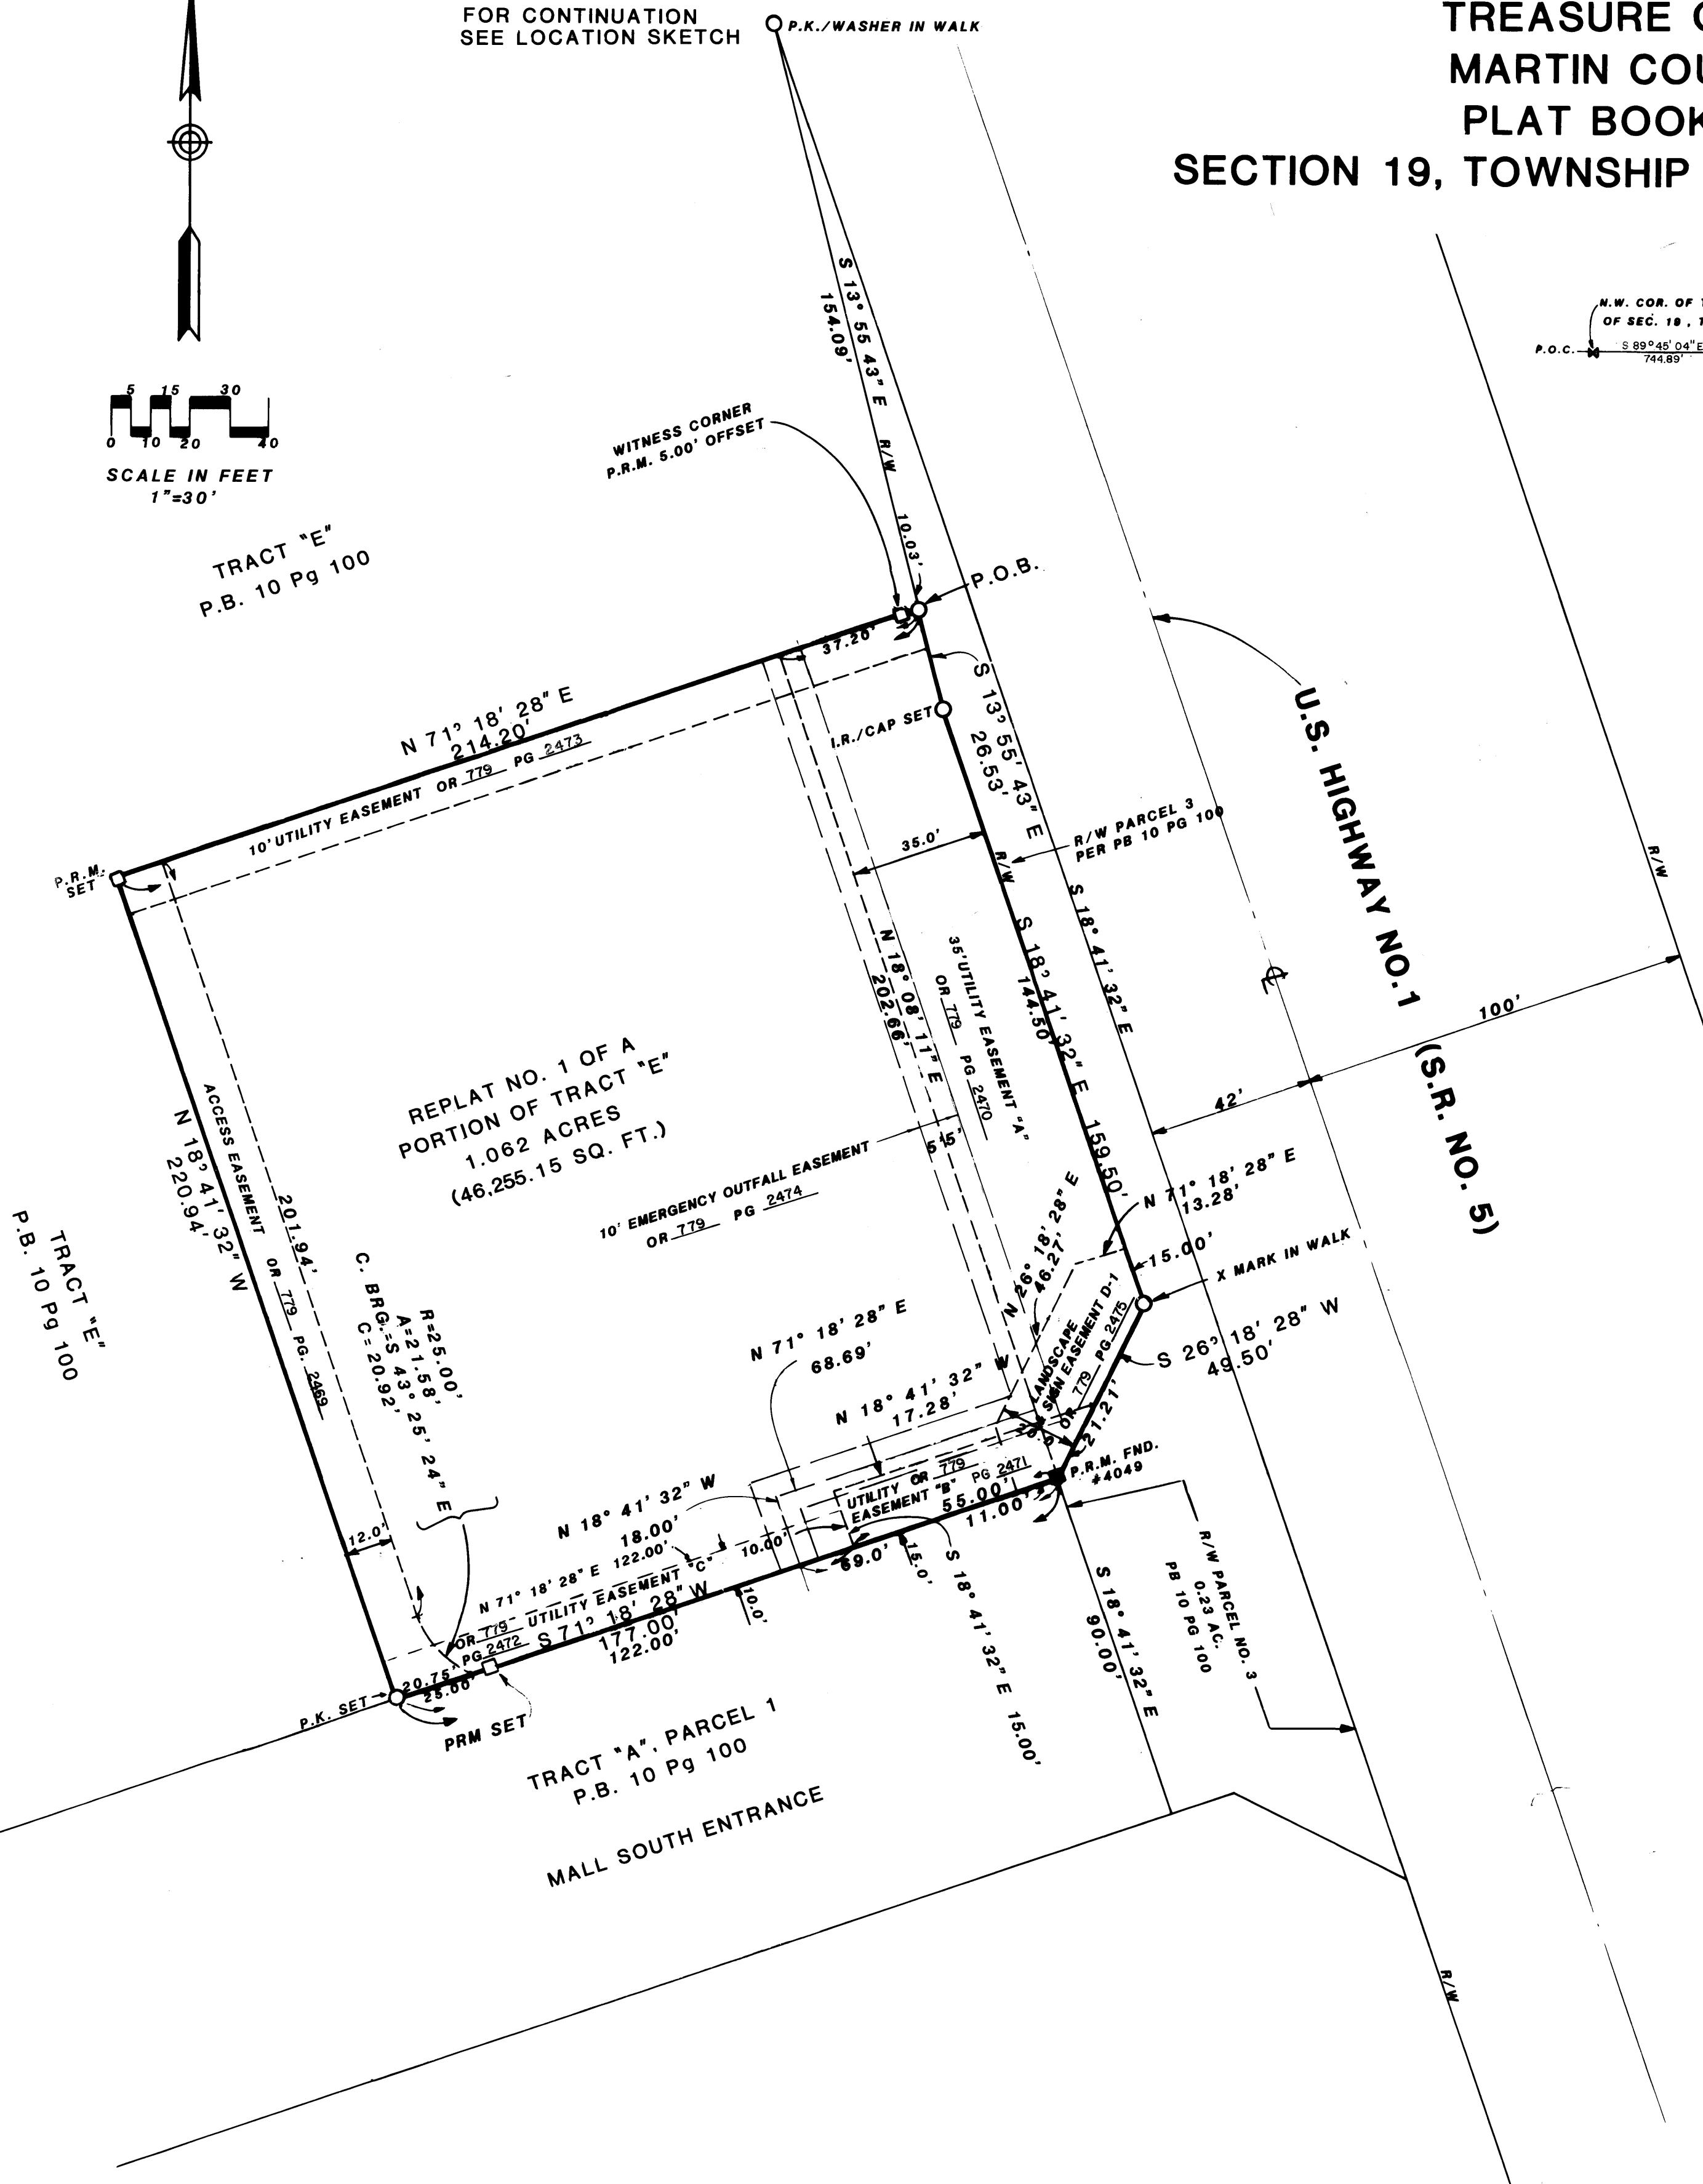 FOR CONTINUATION
SEE LOCATION SKETCH
P.K./WASHER IN WALK
TREASURE
MARTIN
PLAT BOOK
SECTION 19, TOWNSHIP
N.W. COR. OF
OF SEC. 19,
P.O.C.
S 89°45'04"E
744.89'
5 15 30
0 10 20 40
SCALE IN FEET
1"=30'
S 13° 55 43" E
154.09'
R/W
10.03'
WITNESS CORNER
P.R.M. 5.00' OFFSET
TRACT "E"
P.B. 10 Pg 100
P.O.B.
37.20'
N 71° 18' 28" E
214.20'
10' UTILITY EASEMENT OR 779 PG 2473
I.R./CAP SET
S 13° 55' 43" E
26.53'
U.S. HIGHWAY NO.1
(S.R. NO. 5)
R/W PARCEL 3
PER PB 10 PG 100
35.0'
R/W
R/W
P.R.M.
SET
S 18° 41' 32" E
S 18° 41' 32" E 159.50'
144.50'
35' UTILITY EASEMENT "A"
OR 779 PG 2470
N 18° 08' 11" E
202.66'
100'
42'
REPLAT NO. 1 OF A
PORTION OF TRACT "E"
1.062 ACRES
(46,255.15 SQ. FT.)
10' EMERGENCY OUTFALL EASEMENT
OR 779 PG 2474
5' 5'
ACCESS EASEMENT OR 779 PG. 2469
N 18° 41' 32" W
220.94'
201.94'
TRACT "E"
P.B. 10 Pg 100
R=25.00'
A=21.58'
C=20.92'
C. BRG.=S 43° 25' 24" E
N 71° 18' 28" E
13.28'
15.00'
X MARK IN WALK
N 26° 18' 28" E
46.27'
LANDSCAPE
SIGN EASEMENT D-1
OR 779 PG 2475
S 26° 18' 28" W
49.50'
21.21'
N 71° 18' 28" E
68.69'
N 18° 41' 32" W
17.28'
P.R.M. FND.
#4049
UTILITY OR 779 PG 2471
EASEMENT "B"
55.00'
11.00'
N 18° 41' 32" W
18.00'
10.00'
69.0'
15.0'
12.0'
N 71° 18' 28" E 122.00'
UTILITY EASEMENT "C"
OR 779
PG 2472
S 71° 18' 28" W
177.00'
122.00'
10.0'
S 18° 41' 32" E 15.00'
S 18° 41' 32" E
90.00'
R/W PARCEL NO. 3
0.23 AC.
PB 10 PG 100
20.75'
25.00'
P.K. SET
PRM SET
TRACT "A", PARCEL 1
P.B. 10 Pg 100
MALL SOUTH ENTRANCE
R/W